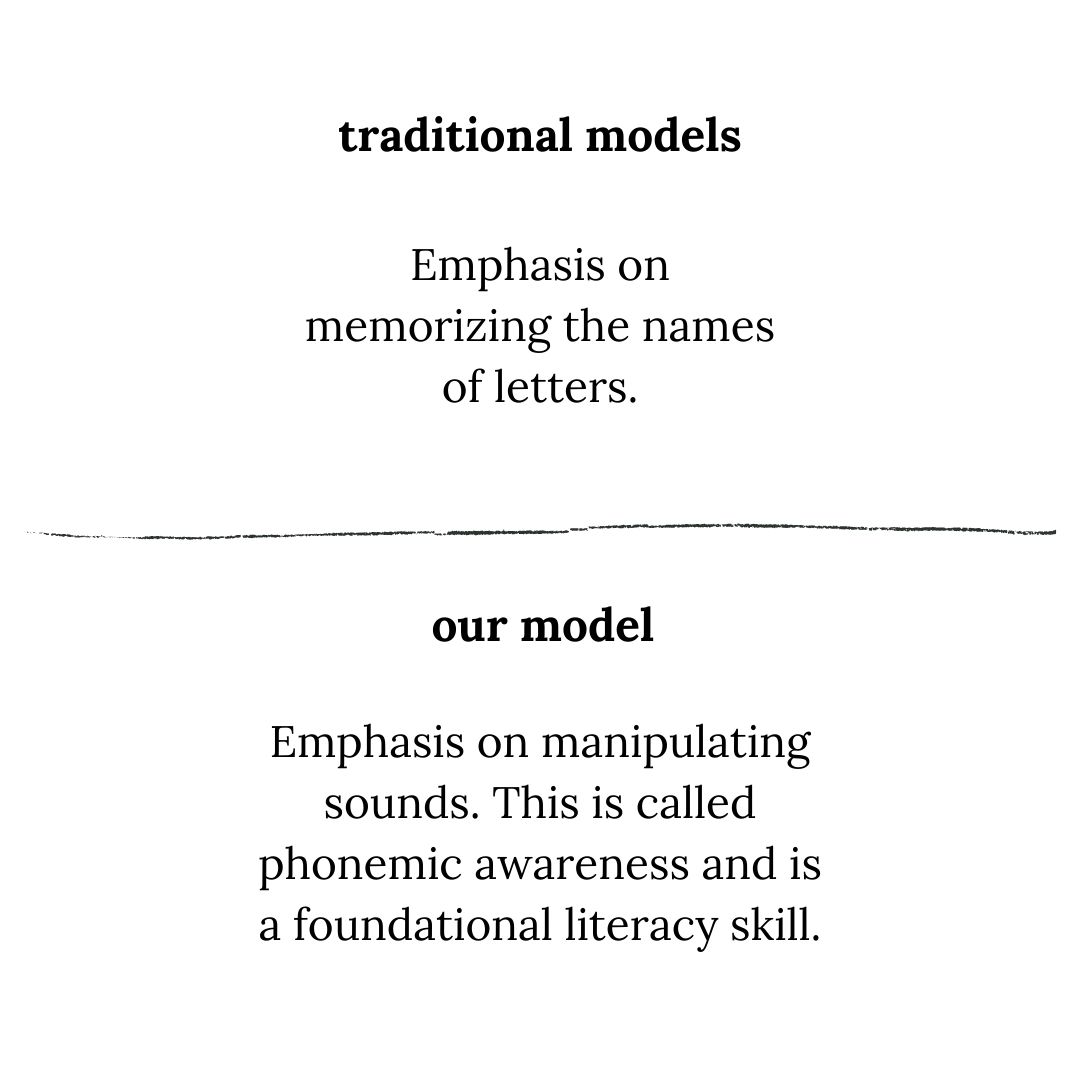 traditional models
Emphasis on
memorizing the names
of letters.
our model
Emphasis on manipulating
sounds. This is called
phonemic awareness and is
a foundational literacy skill.